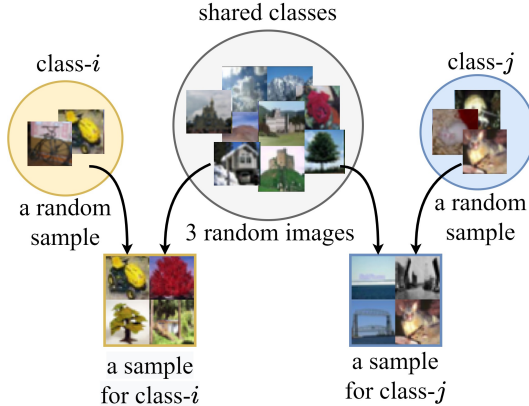 shared classes
class-i
class-j
a random
sample
3 random images
a random
sample
a sample
for class-i
a sample
for class-j